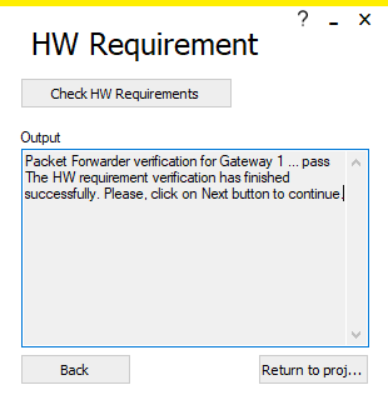 ? - x
HW Requirement
Check HW Requirements
Output
Packet Forwarder verification for Gateway 1 ... pass
The HW requirement verification has finished
successfully. Please, click on Next button to continue.
Back
Return to proj...